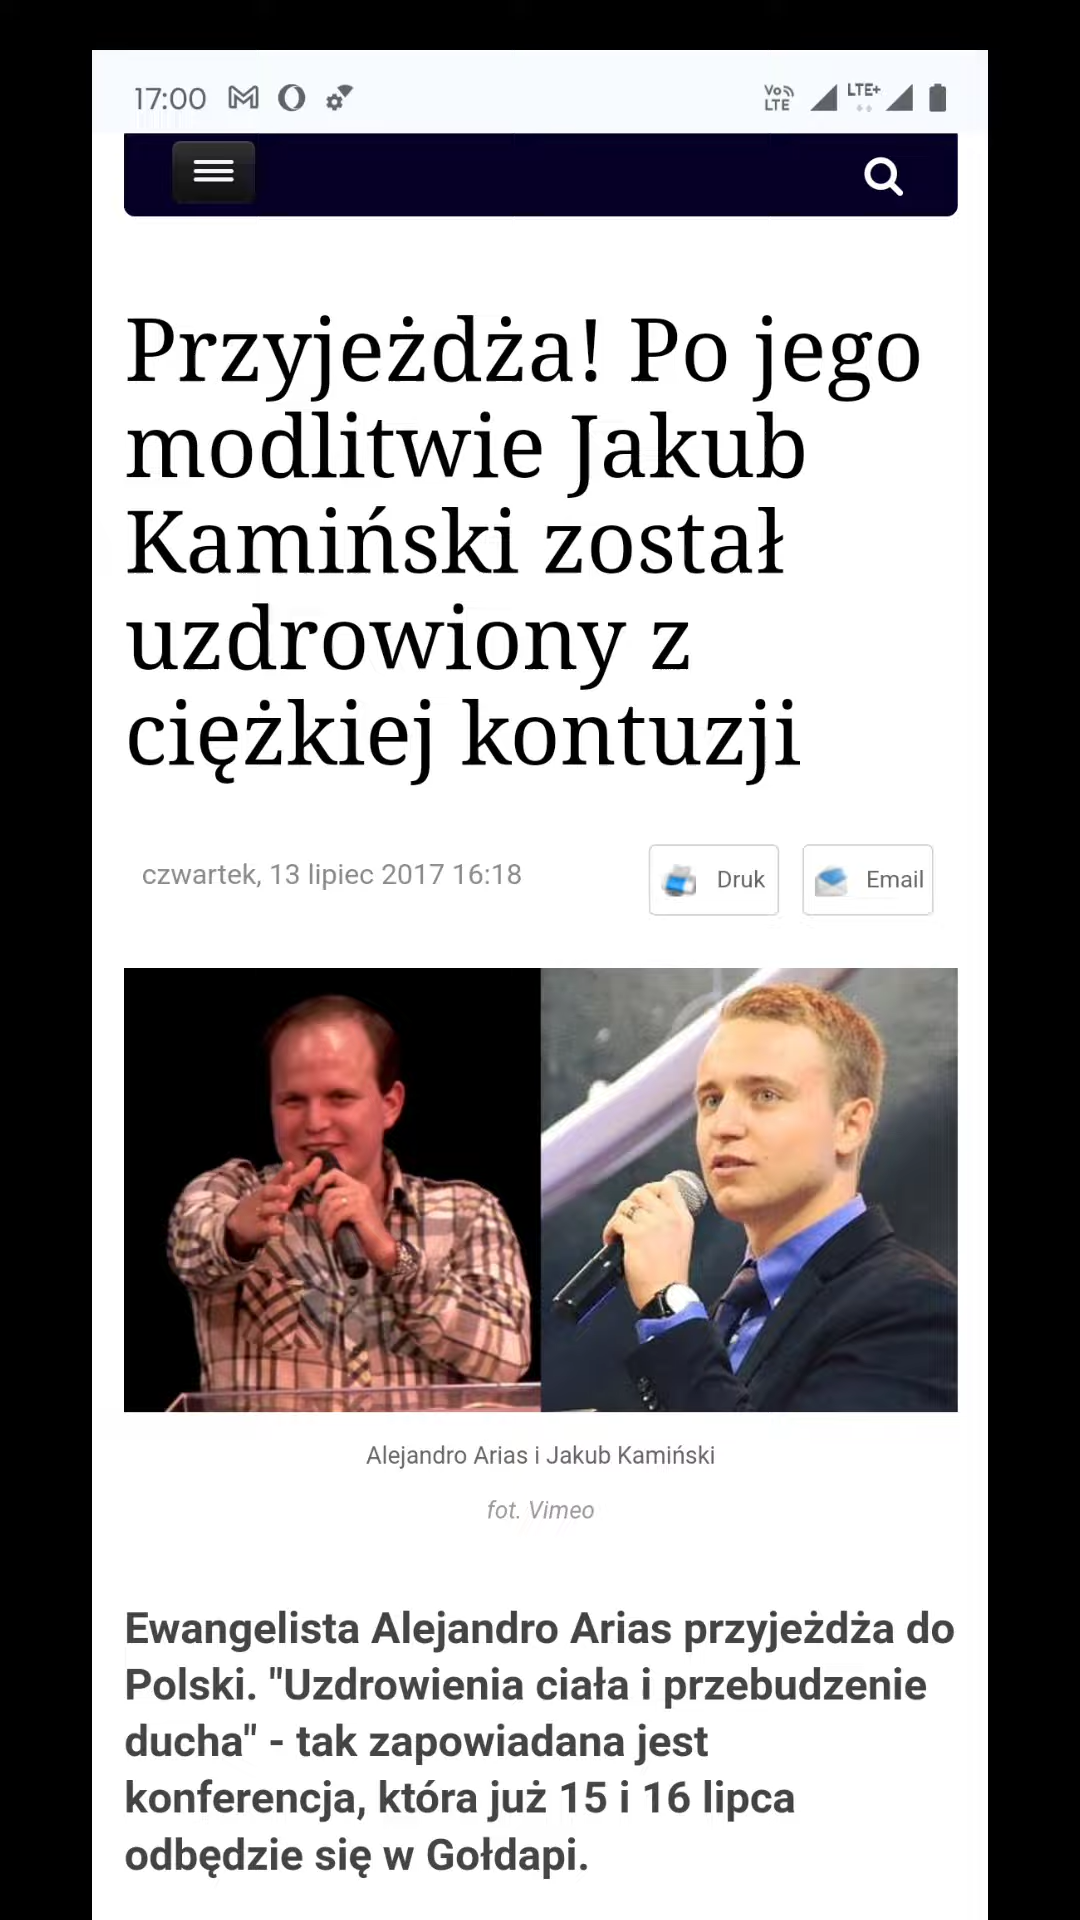 17:00
Vo LTE
LTE+
Przyjeżdża! Po jego
modlitwie Jakub
Kamiński został
uzdrowiony z
ciężkiej kontuzji
czwartek, 13 lipiec 2017 16:18
Druk
Email
Alejandro Arias i Jakub Kamiński
fot. Vimeo
Ewangelista Alejandro Arias przyjeżdża do
Polski. "Uzdrowienia ciała i przebudzenie
ducha" - tak zapowiadana jest
konferencja, która już 15 i 16 lipca
odbędzie się w Gołdapi.